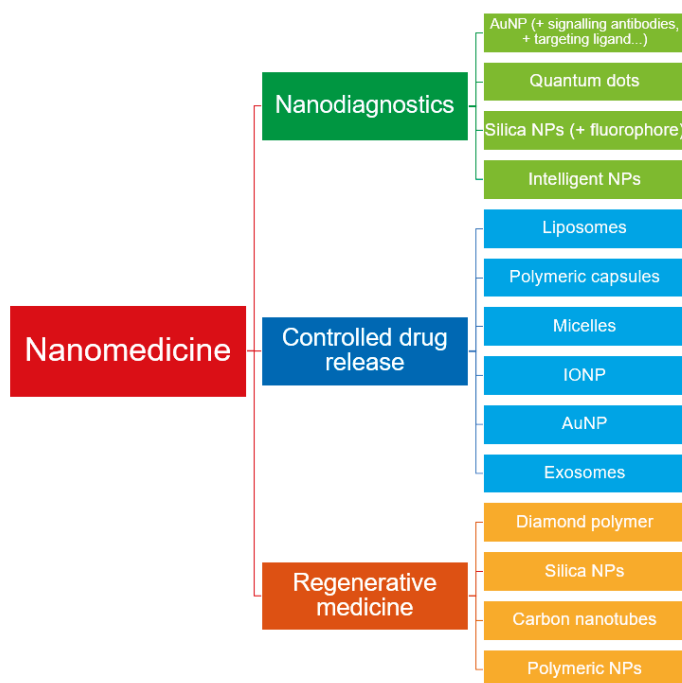 Nanomedicine
Nanodiagnostics
AuNP (+ signalling antibodies,
+ targeting ligand...)
Quantum dots
Silica NPs (+ fluorophore)
Intelligent NPs
Controlled drug
release
Liposomes
Polymeric capsules
Micelles
IONP
AuNP
Exosomes
Regenerative
medicine
Diamond polymer
Silica NPs
Carbon nanotubes
Polymeric NPs